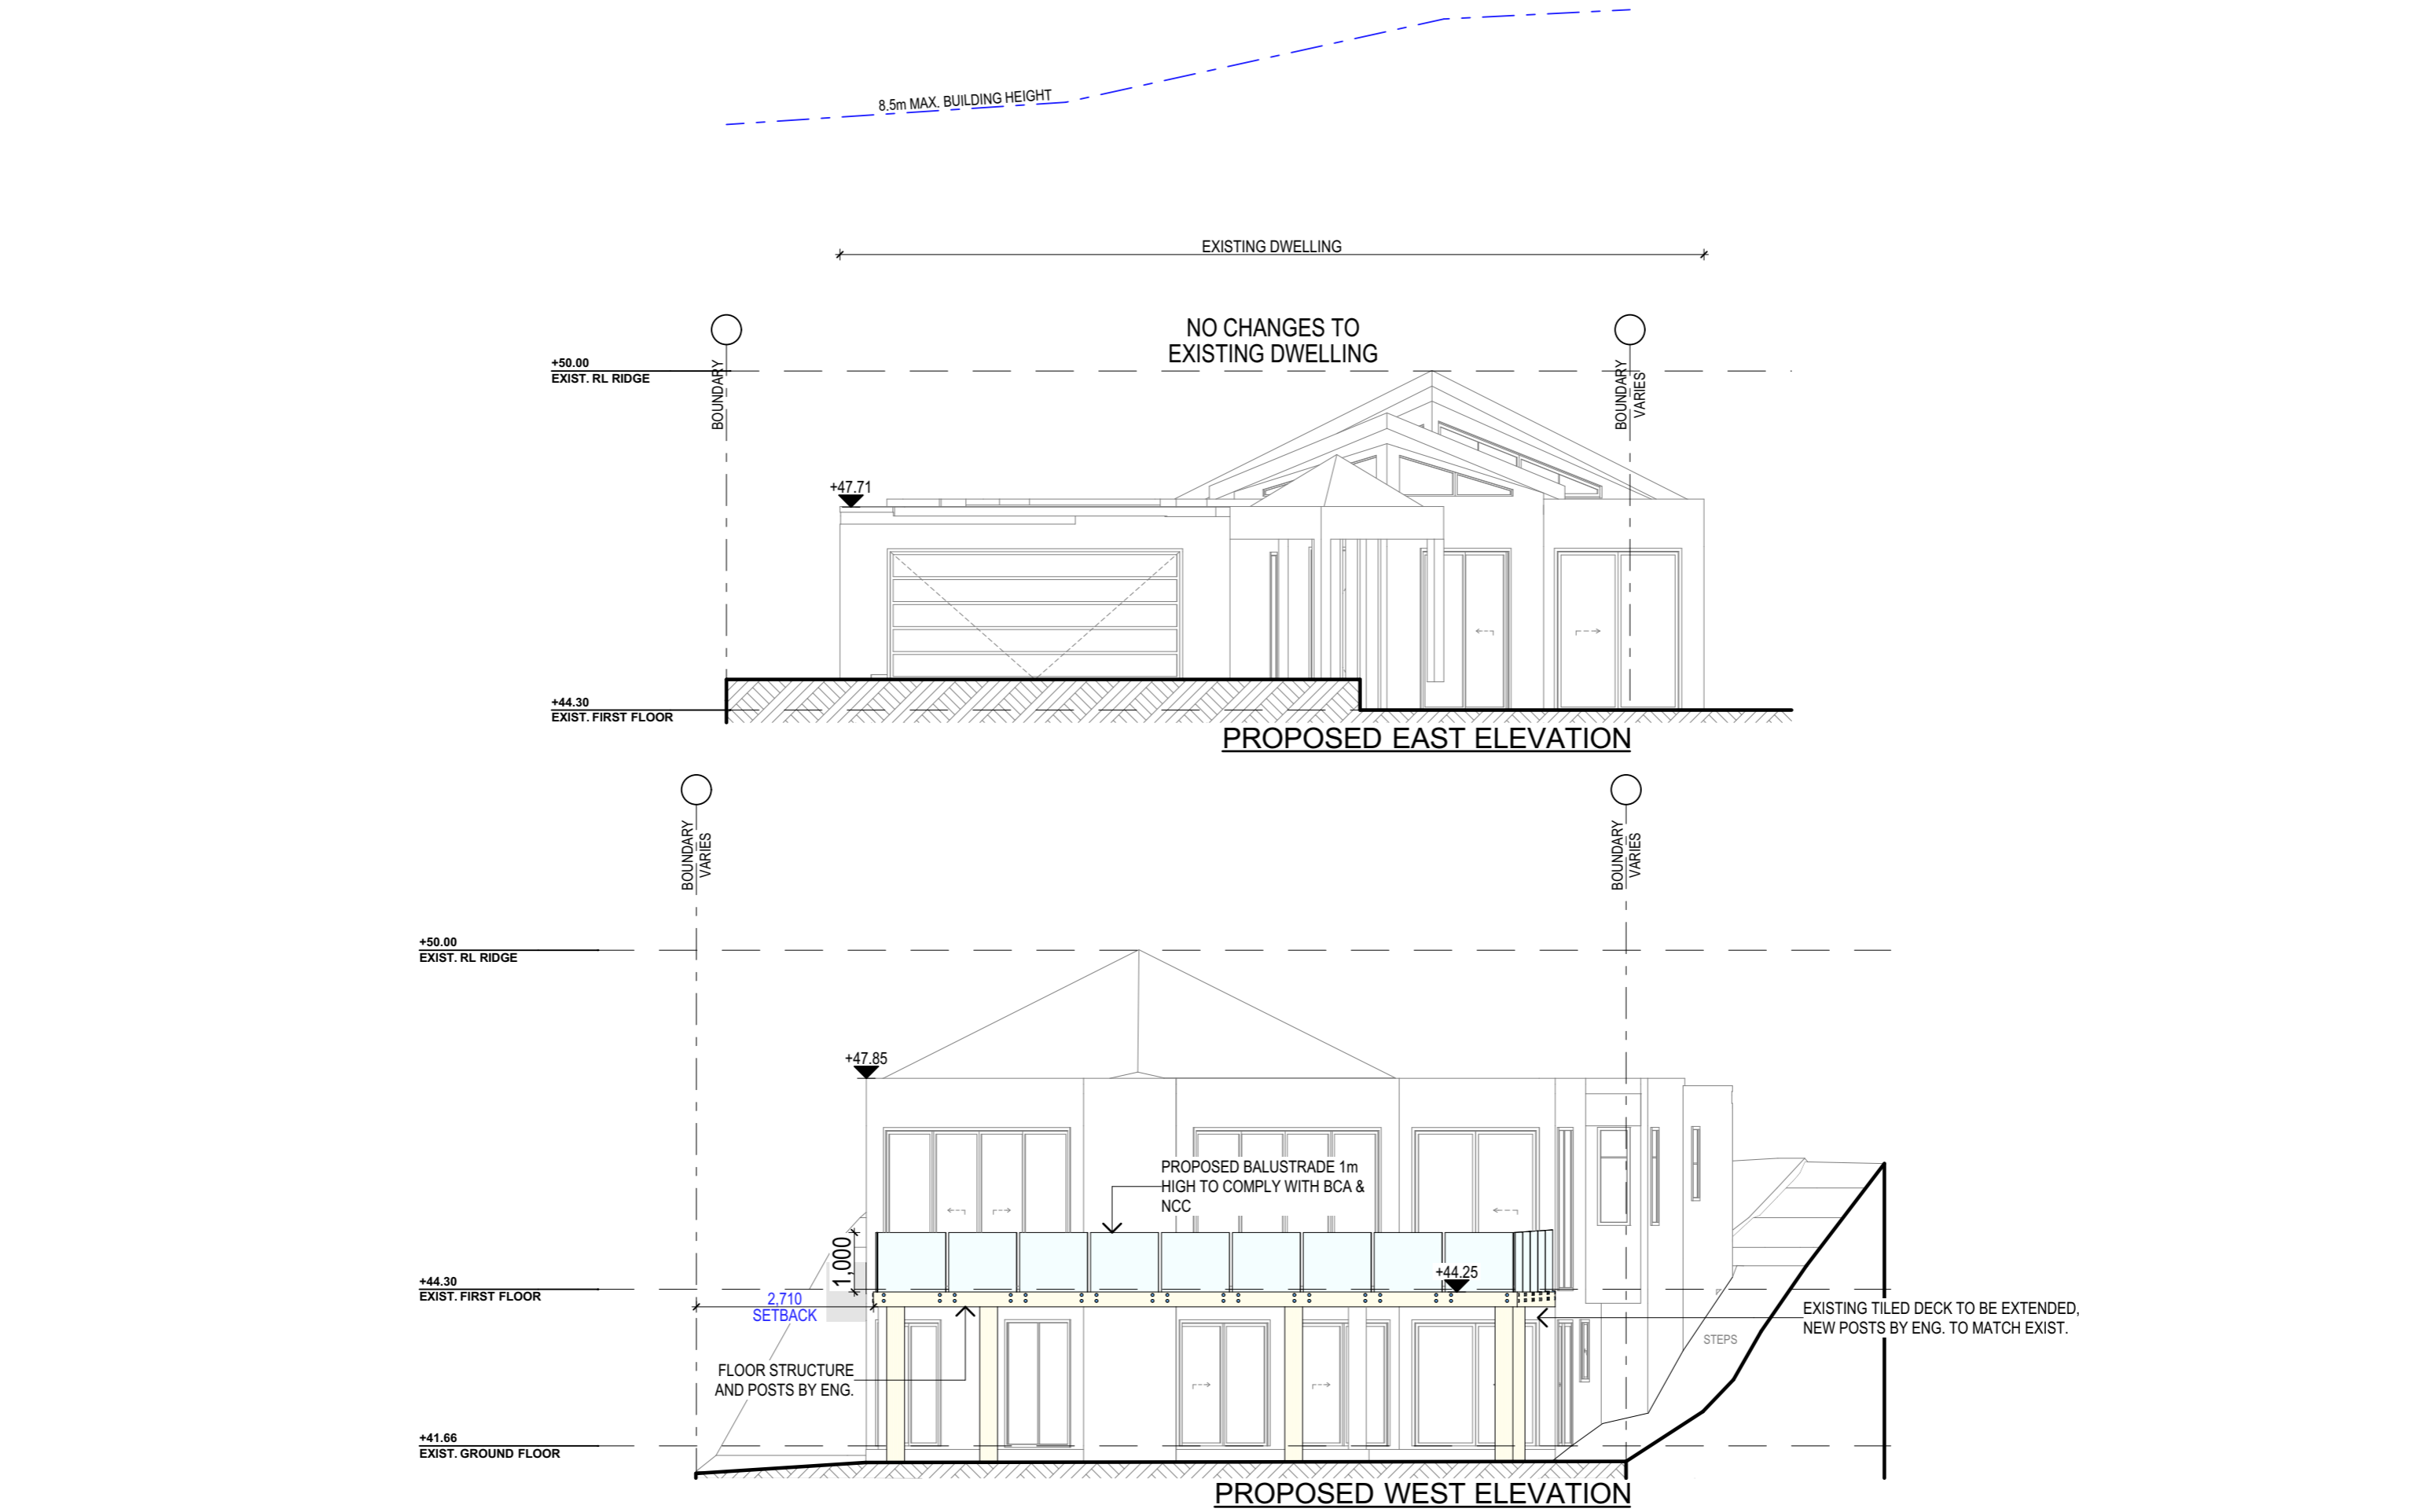 8.5m MAX. BUILDING HEIGHT
EXISTING DWELLING
NO CHANGES TO
EXISTING DWELLING
BOUNDARY
BOUNDARY
VARIES
+50.00
EXIST. RL RIDGE
+47.71
+44.30
EXIST. FIRST FLOOR
PROPOSED EAST ELEVATION
BOUNDARY
VARIES
BOUNDARY
VARIES
+50.00
EXIST. RL RIDGE
+47.85
PROPOSED BALUSTRADE 1m
HIGH TO COMPLY WITH BCA &
NCC
1,000
+44.25
+44.30
EXIST. FIRST FLOOR
2,710
SETBACK
EXISTING TILED DECK TO BE EXTENDED,
NEW POSTS BY ENG. TO MATCH EXIST.
STEPS
FLOOR STRUCTURE
AND POSTS BY ENG.
+41.66
EXIST. GROUND FLOOR
PROPOSED WEST ELEVATION